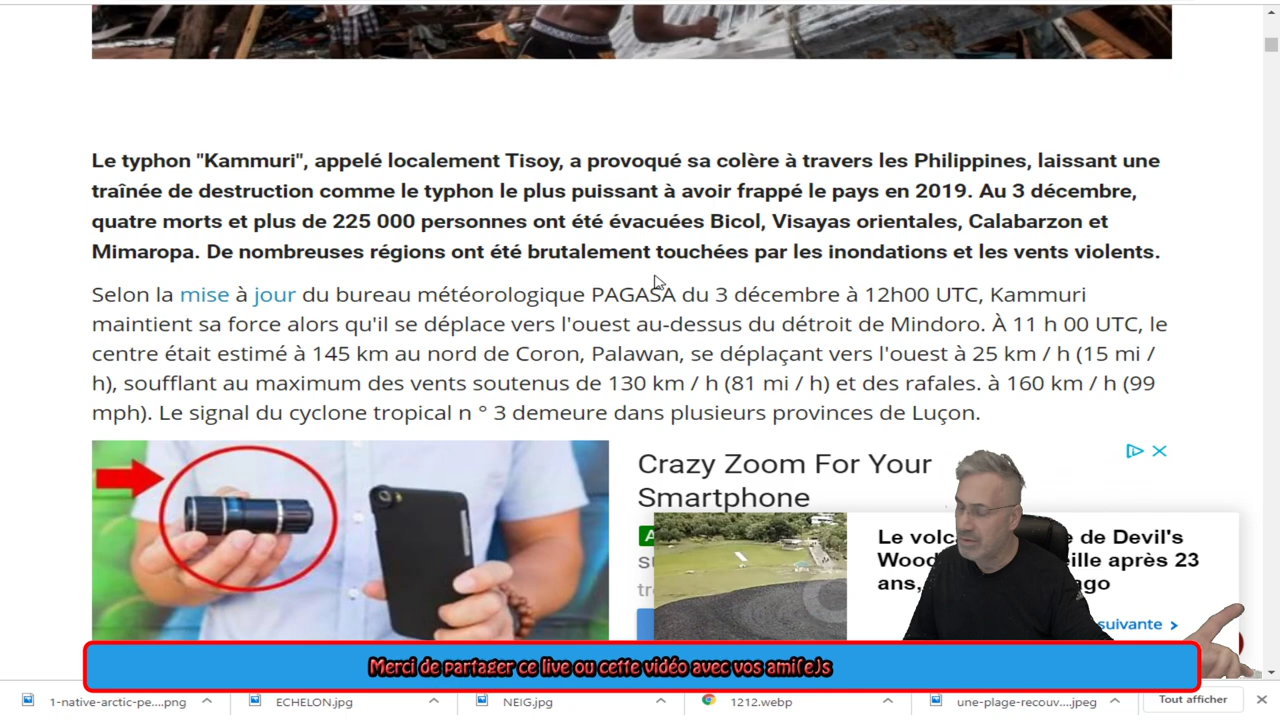 Le typhon "Kammuri", appelé localement Tisoy, a provoqué sa colère à travers les Philippines, laissant une
traînée de destruction comme le typhon le plus puissant à avoir frappé le pays en 2019. Au 3 décembre,
quatre morts et plus de 225 000 personnes ont été évacuées Bicol, Visayas orientales, Calabarzon et
Mimaropa. De nombreuses régions ont été brutalement touchées par les inondations et les vents violents.
Selon la mise à jour du bureau météorologique PAGASA du 3 décembre à 12h00 UTC, Kammuri
maintient sa force alors qu'il se déplace vers l'ouest au-dessus du détroit de Mindoro. À 11 h 00 UTC, le
centre était estimé à 145 km au nord de Coron, Palawan, se déplaçant vers l'ouest à 25 km / h (15 mi /
h), soufflant au maximum des vents soutenus de 130 km / h (81 mi / h) et des rafales. à 160 km / h (99
mph). Le signal du cyclone tropical n ° 3 demeure dans plusieurs provinces de Luçon.
Crazy Zoom For Your
Smartphone
Le de Devil's
après 23
ans,
suivante >
Merci de partager ce live ou cette vidéo avec vos ami(e)s
1-native-arctic-pe....png
ECHELON.jpg
NEIG.jpg
1212.webp
une-plage-recouv....jpeg
Tout afficher